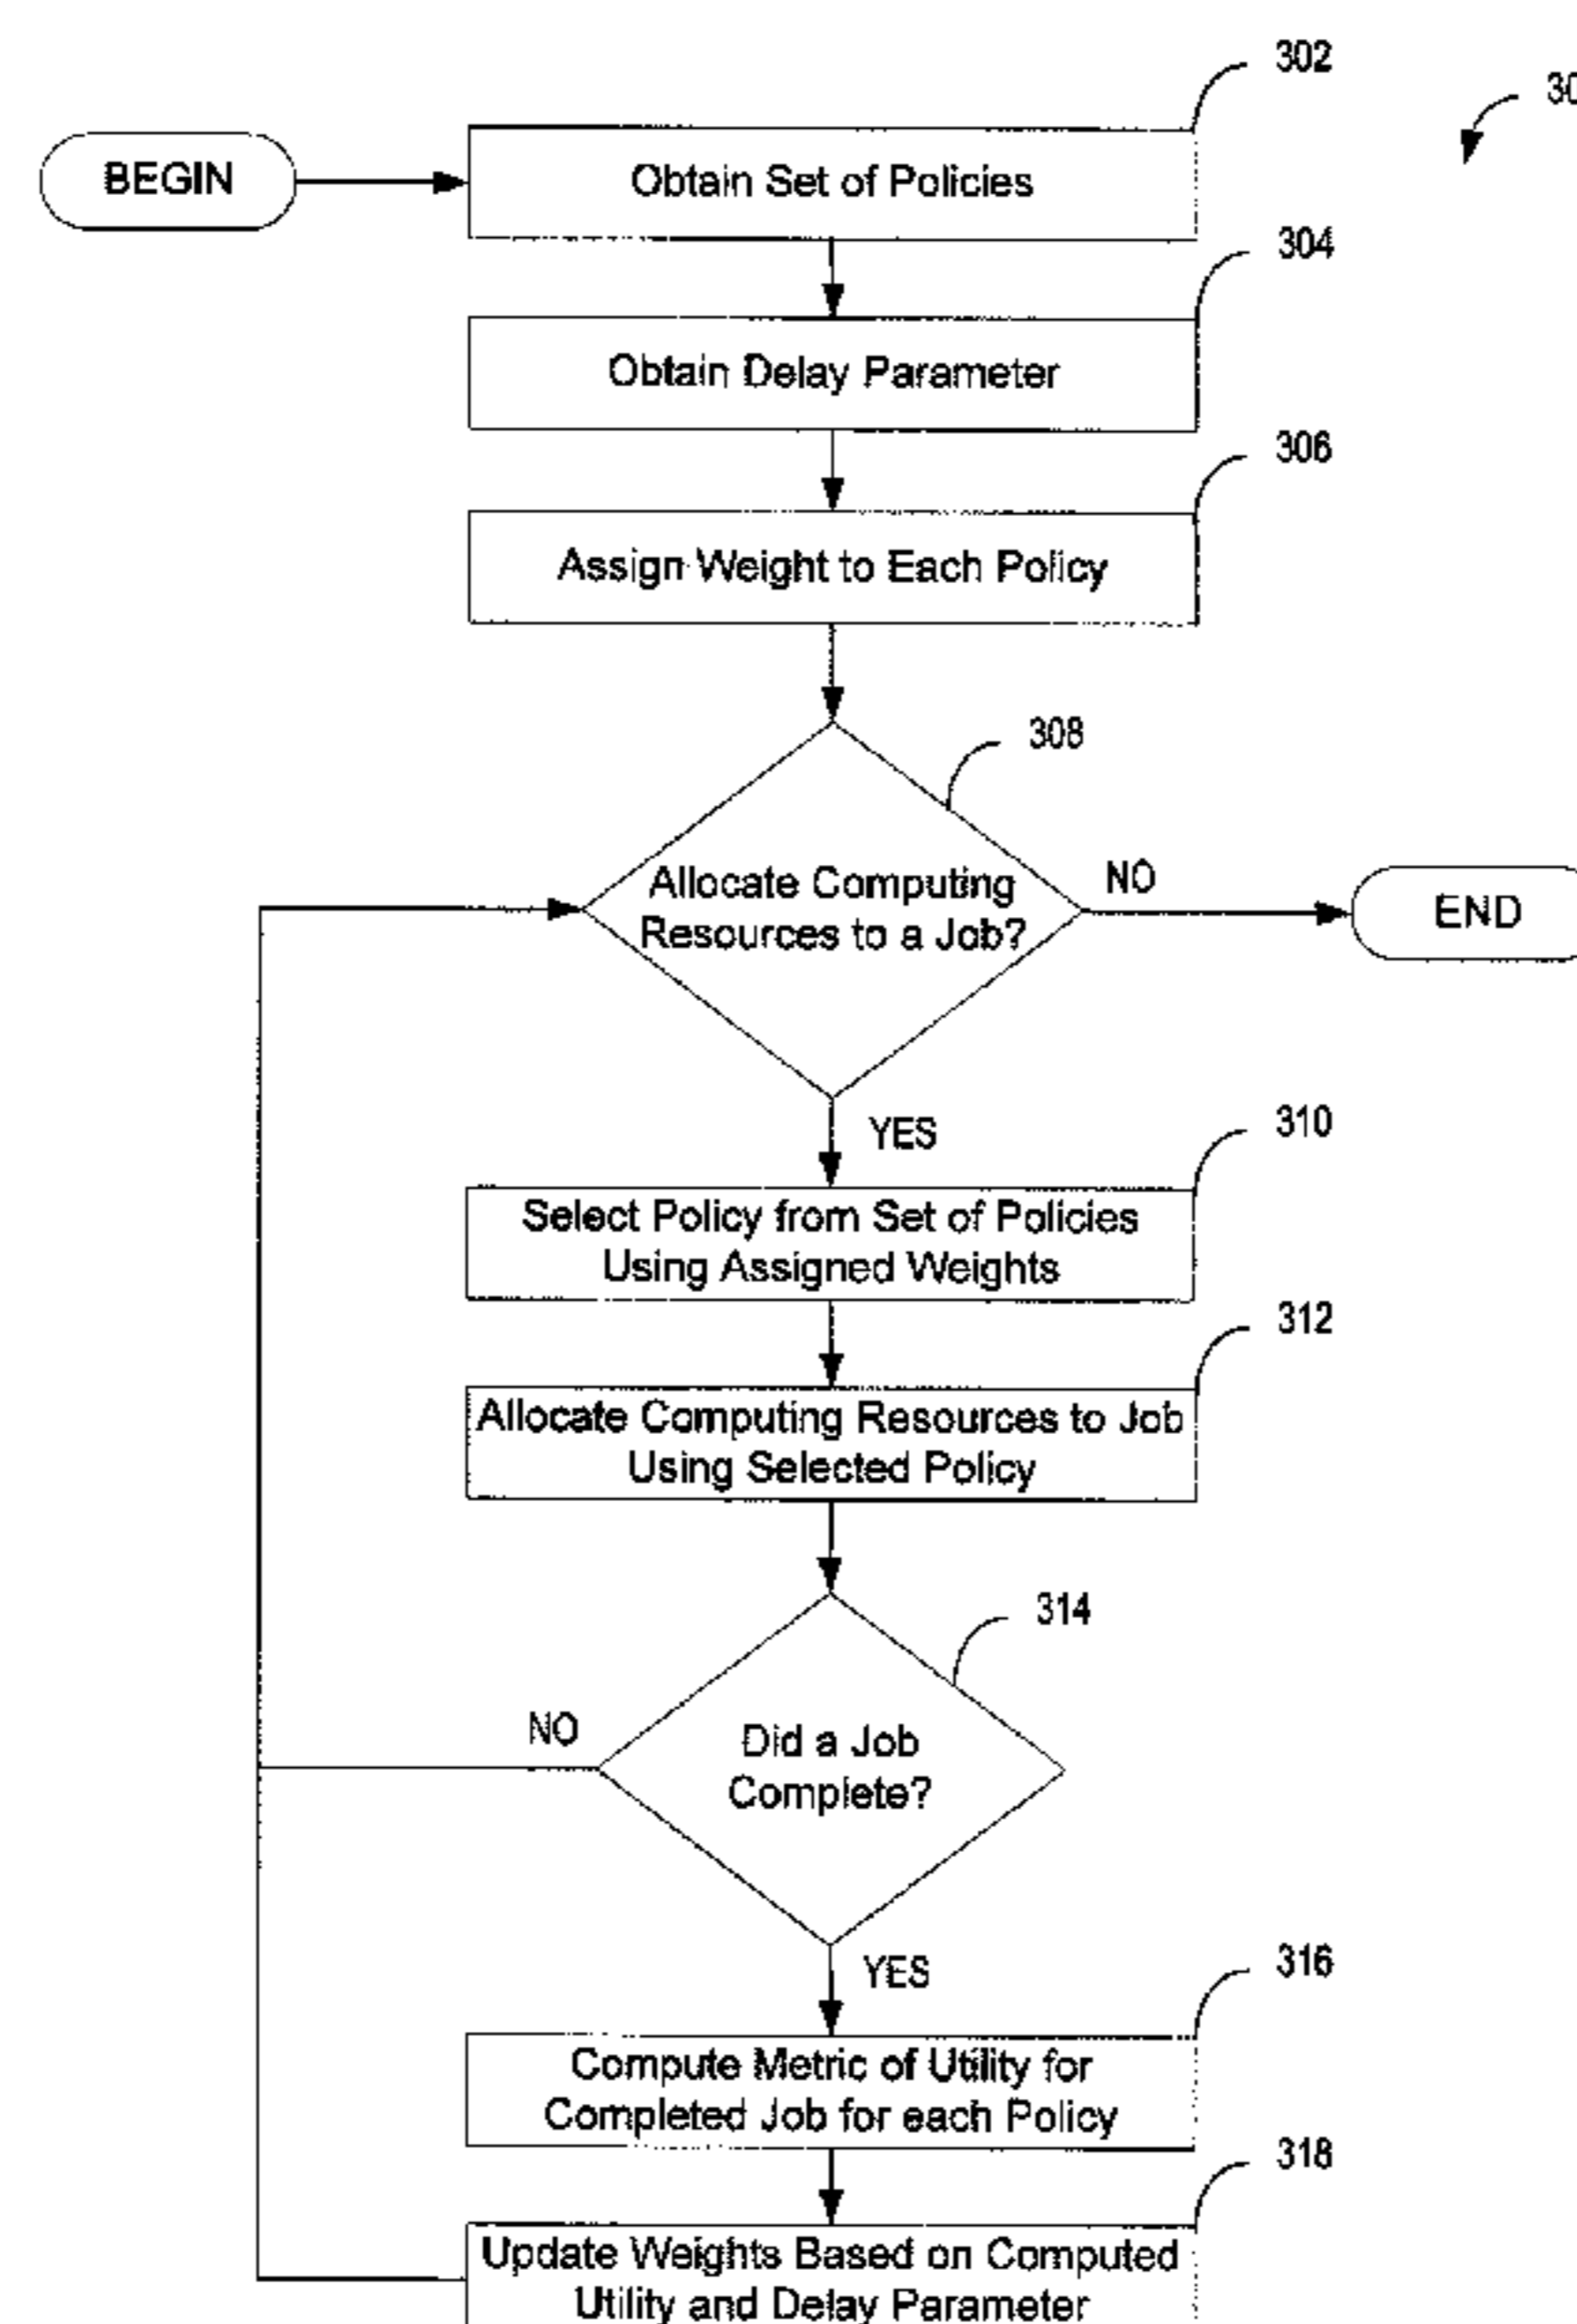 302
30
BEGIN
Obtain Set of Policies
304
Obtain Delay Parameter
306
Assign Weight to Each Policy
308
Allocate Computing
Resources to a Job?
NO
END
YES
310
Select Policy from Set of Policies
Using Assigned Weights
312
Allocate Computing Resources to Job
Using Selected Policy
314
NO
Did a Job
Complete?
YES
316
Compute Metric of Utility for
Completed Job for each Policy
318
Update Weights Based on Computed
Utility and Delay Parameter